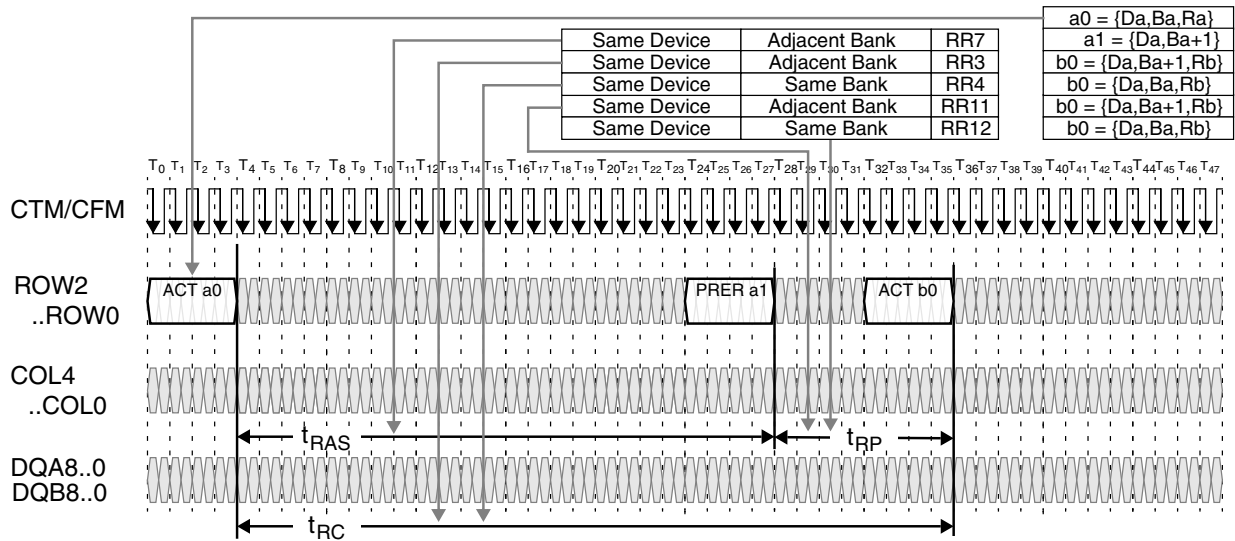 a0 = {Da,Ba,Ra}
Same Device Adjacent Bank RR7 a1 = {Da,Ba+1}
Same Device Adjacent Bank RR3 b0 = {Da,Ba+1,Rb}
Same Device Same Bank RR4 b0 = {Da,Ba,Rb}
Same Device Adjacent Bank RR11 b0 = {Da,Ba+1,Rb}
Same Device Same Bank RR12 b0 = {Da,Ba,Rb}
T0 T1 T2 T3 T4 T5 T6 T7 T8 T9 T10 T11 T12 T13 T14 T15 T16 T17 T18 T19 T20 T21 T22 T23 T24 T25 T26 T27 T28 T29 T30 T31 T32 T33 T34 T35 T36 T37 T38 T39 T40 T41 T42 T43 T44 T45 T46 T47
CTM/CFM
ROW2
..ROW0
ACT a0 PRER a1 ACT b0
COL4
..COL0
tRAS tRP
DQA8..0
DQB8..0
tRC